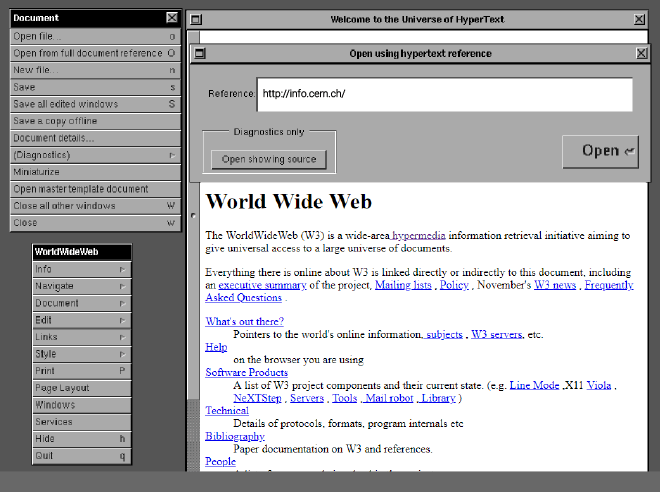 Document
Open file... o
Open from full document reference O
New file... n
Save s
Save all edited windows S
Save a copy offline
Document details...
(Diagnostics)
Miniaturize
Open master template document
Close all other windows W
Close w
WorldWideWeb
Info
Navigate
Document
Edit
Links
Style
Print P
Page Layout
Windows
Services
Hide h
Quit q
Welcome to the Universe of HyperText
Open using hypertext reference
Reference: http://info.cern.ch/
Diagnostics only
Open showing source
Open
World Wide Web
The WorldWideWeb (W3) is a wide-area hypermedia information retrieval initiative aiming to
give universal access to a large universe of documents.
Everything there is online about W3 is linked directly or indirectly to this document, including
an executive summary of the project, Mailing lists , Policy , November's W3 news , Frequently
Asked Questions .
What's out there?
Pointers to the world's online information, subjects , W3 servers, etc.
Help
on the browser you are using
Software Products
A list of W3 project components and their current state. (e.g. Line Mode ,X11 Viola ,
NeXTStep , Servers , Tools , Mail robot , Library )
Technical
Details of protocols, formats, program internals etc
Bibliography
Paper documentation on W3 and references.
People